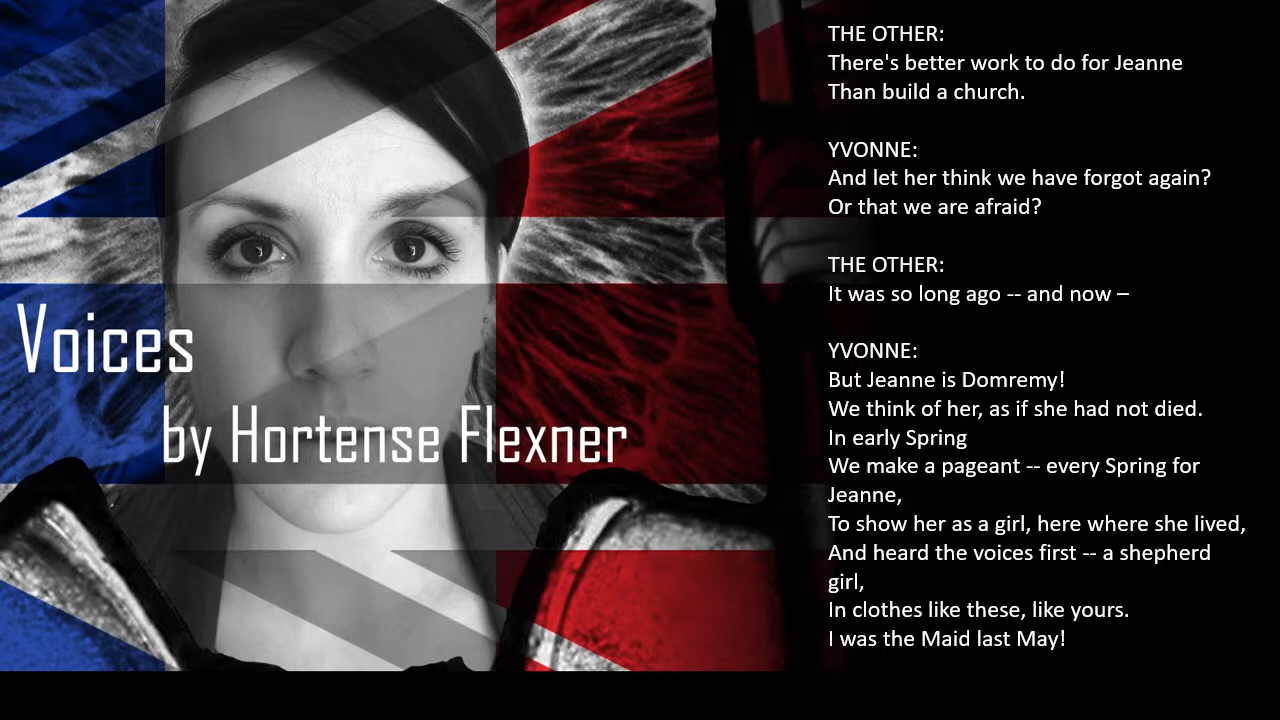 Voices
by Hortense Flexner
THE OTHER:
There's better work to do for Jeanne
Than build a church.
YVONNE:
And let her think we have forgot again?
Or that we are afraid?
THE OTHER:
It was so long ago -- and now –
YVONNE:
But Jeanne is Domremy!
We think of her, as if she had not died.
In early Spring
We make a pageant -- every Spring for
Jeanne,
To show her as a girl, here where she lived,
And heard the voices first -- a shepherd
girl,
In clothes like these, like yours.
I was the Maid last May!